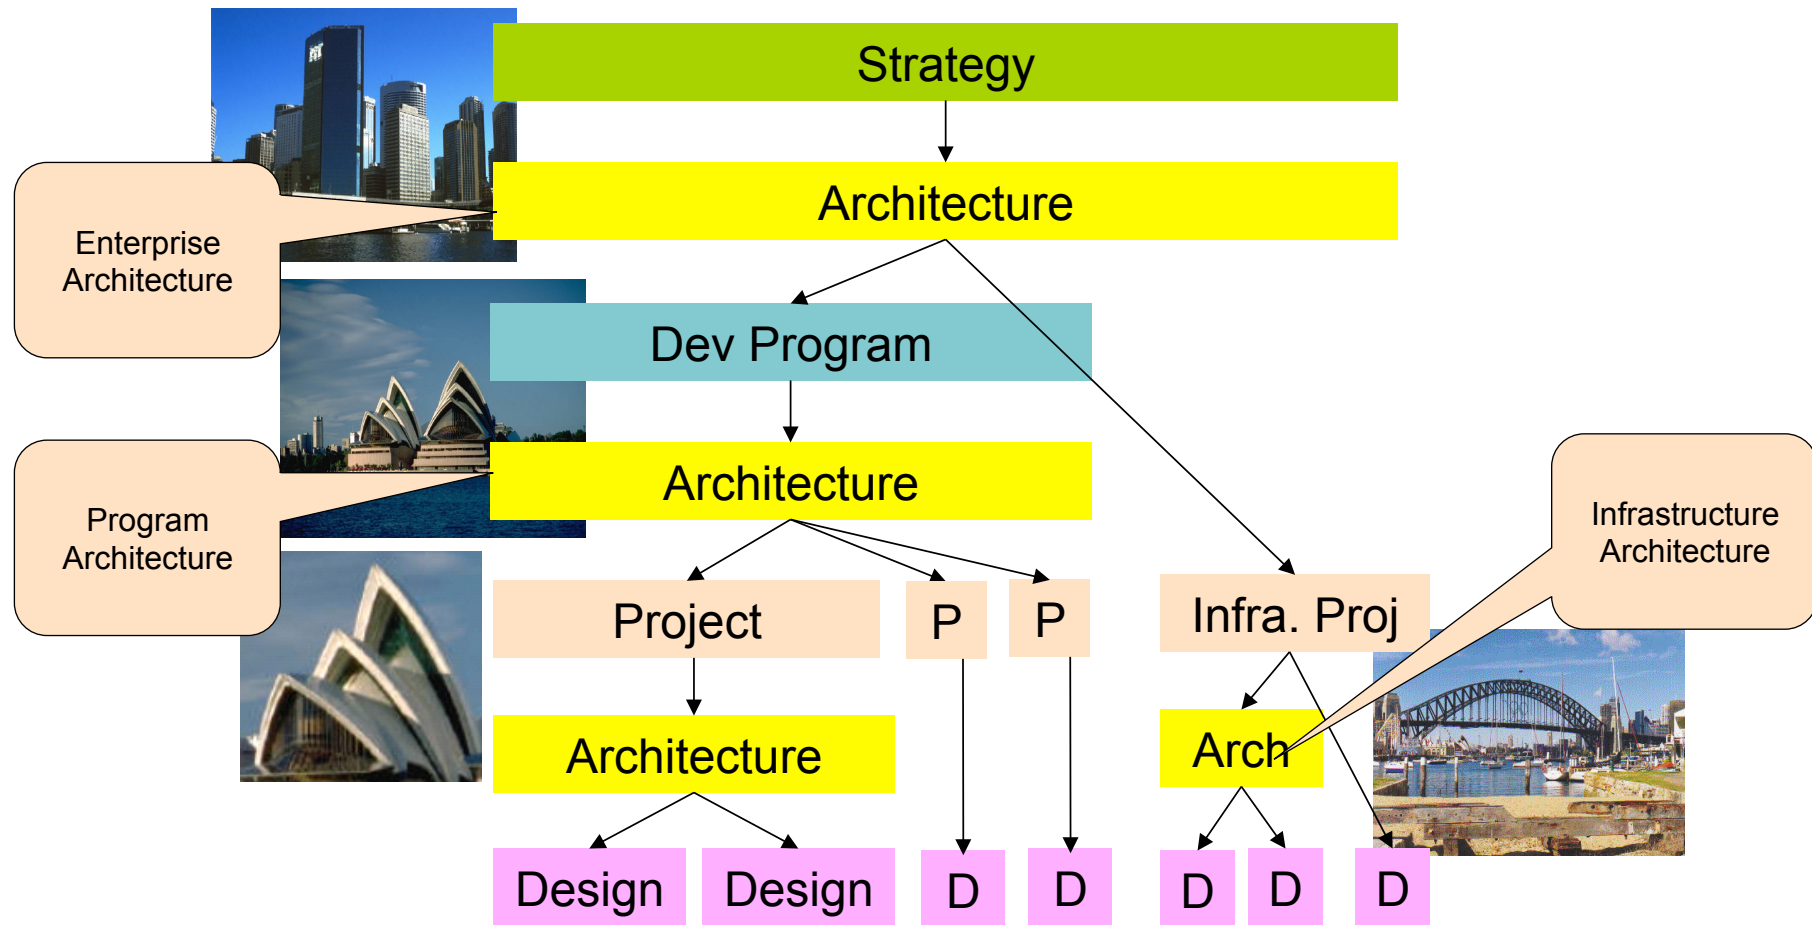 Strategy
Architecture
Enterprise
Architecture
Dev Program
Architecture
Program
Architecture
Infrastructure
Architecture
Project
P
P
Infra. Proj
Architecture
Arch
Design
Design
D
D
D
D
D